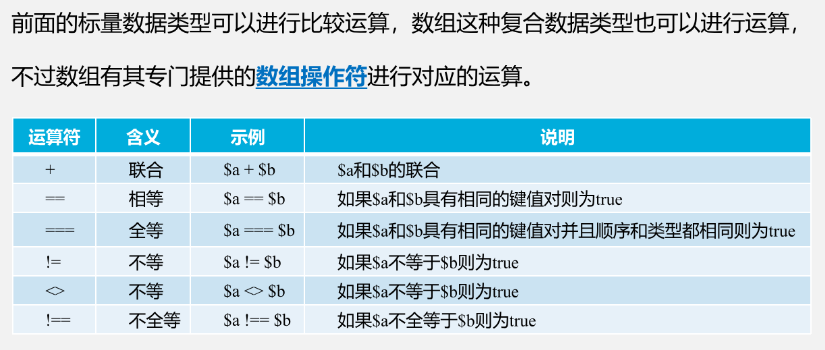 前面的标量数据类型可以进行比较运算，数组这种复合数据类型也可以进行运算，
不过数组有其专门提供的数组操作符进行对应的运算。
运算符 含义 示例 说明
+ 联合 $a + $b $a和$b的联合
== 相等 $a == $b 如果$a和$b具有相同的键值对则为true
=== 全等 $a === $b 如果$a和$b具有相同的键值对并且顺序和类型都相同则为true
!= 不等 $a != $b 如果$a不等于$b则为true
<> 不等 $a <> $b 如果$a不等于$b则为true
!== 不全等 $a !== $b 如果$a不全等于$b则为true